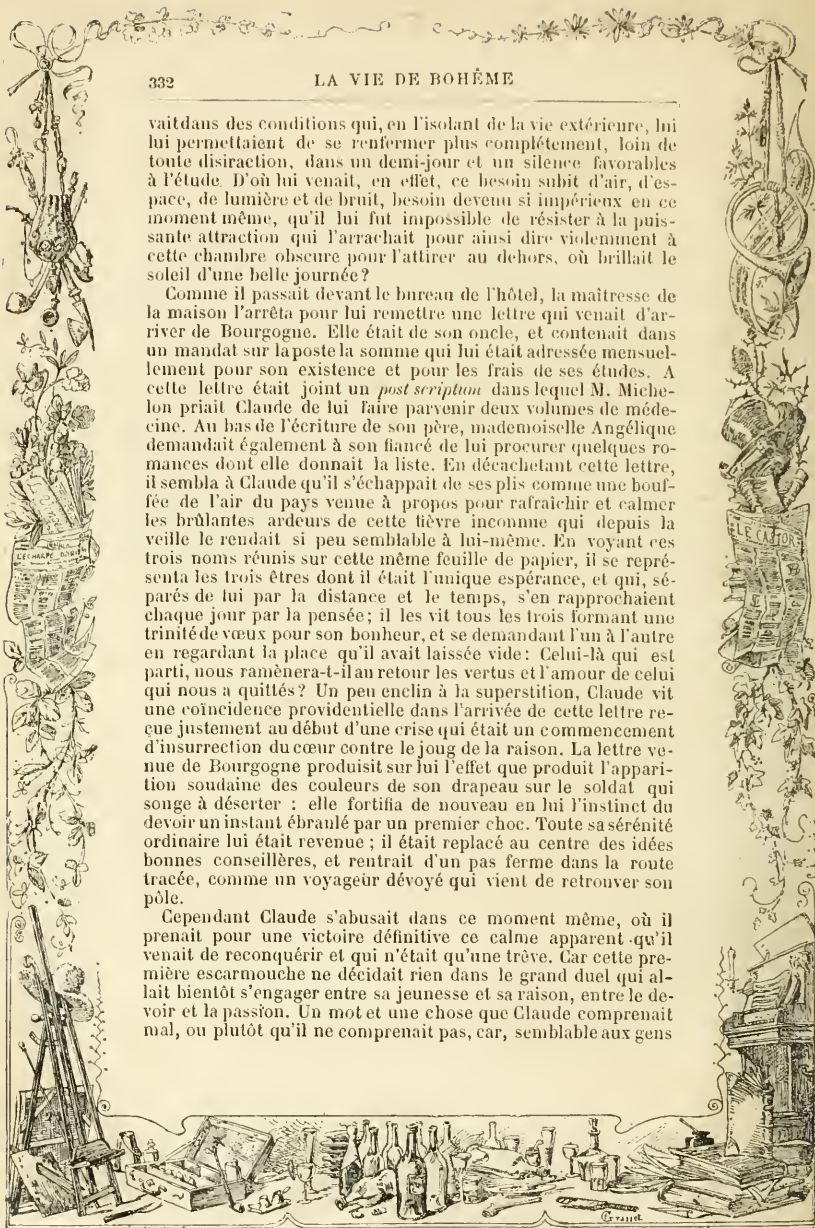 332
LA VIE DE BOHÊME
vaitdans des conditions qui, en l'isolant de la vie extérieure, lui
lui permettaient de se renfermer plus complétement, loin de
toute disiraction, dans un demi-jour et un silence favorables
à l'étude. D'où lui venait, en effet, ce besoin subit d'air, d'es-
pace, de lumière et de bruit, besoin devenu si impérieux en ce
moment même, qu'il lui fut impossible de résister à la puis-
sante attraction qui l'arrachait pour ainsi dire violemment à
cette chambre obscure pour l'attirer au dehors, où brillait le
soleil d'une belle journée?
Comme il passait devant le bureau de l'hôtel, la maîtresse de
la maison l'arrêta pour lui remettre une lettre qui venait d'ar-
river de Bourgogne. Elle était de son oncle, et contenait dans
un mandat sur laposte la somme qui lui était adressée mensuel-
lement pour son existence et pour les frais de ses études. A
cette lettre était joint un post scriptum dans lequel M. Miche-
lon priait Claude de lui faire parvenir deux volumes de méde-
cine. Au bas de l'écriture de son père, mademoiselle Angélique
demandait également à son fiancé de lui procurer quelques ro-
mances dont elle donnait la liste. En décachetant cette lettre,
il sembla à Claude qu'il s'échappait de ses plis comme une bouf-
fée de l'air du pays venue à propos pour rafraîchir et calmer
les brûlantes ardeurs de cette fièvre inconnue qui depuis la
veille le rendait si peu semblable à lui-même. En voyant ces
trois noms réunis sur cette même feuille de papier, il se repré-
senta les trois êtres dont il était l'unique espérance, et qui, sé-
parés de lui par la distance et le temps, s'en rapprochaient
chaque jour par la pensée; il les vit tous les trois formant une
trinité de vœux pour son bonheur, et se demandant l'un à l'autre
en regardant la place qu'il avait laissée vide: Celui-là qui est
parti, nous ramènera-t-il au retour les vertus et l'amour de celui
qui nous a quittés? Un peu enclin à la superstition, Claude vit
une coïncidence providentielle dans l'arrivée de cette lettre re-
çue justement au début d'une crise qui était un commencement
d'insurrection du cœur contre le joug de la raison. La lettre ve-
nue de Bourgogne produisit sur lui l'effet que produit l'appari-
tion soudaine des couleurs de son drapeau sur le soldat qui
songe à déserter : elle fortifia de nouveau en lui l'instinct du
devoir un instant ébranlé par un premier choc. Toute sa sérénité
ordinaire lui était revenue ; il était replacé au centre des idées
bonnes conseillères, et rentrait d'un pas ferme dans la route
tracée, comme un voyageur dévoyé qui vient de retrouver son
pôle.
Cependant Claude s'abusait dans ce moment même, où il
prenait pour une victoire définitive ce calme apparent qu'il
venait de reconquérir et qui n'était qu'une trêve. Car cette pre-
mière escarmouche ne décidait rien dans le grand duel qui al-
lait bientôt s'engager entre sa jeunesse et sa raison, entre le de-
voir et la passion. Un mot et une chose que Claude comprenait
mal, ou plutôt qu'il ne comprenait pas, car, semblable aux gens
L'ÉCHARPE D'IRIS
LE CASTOR
Grasset